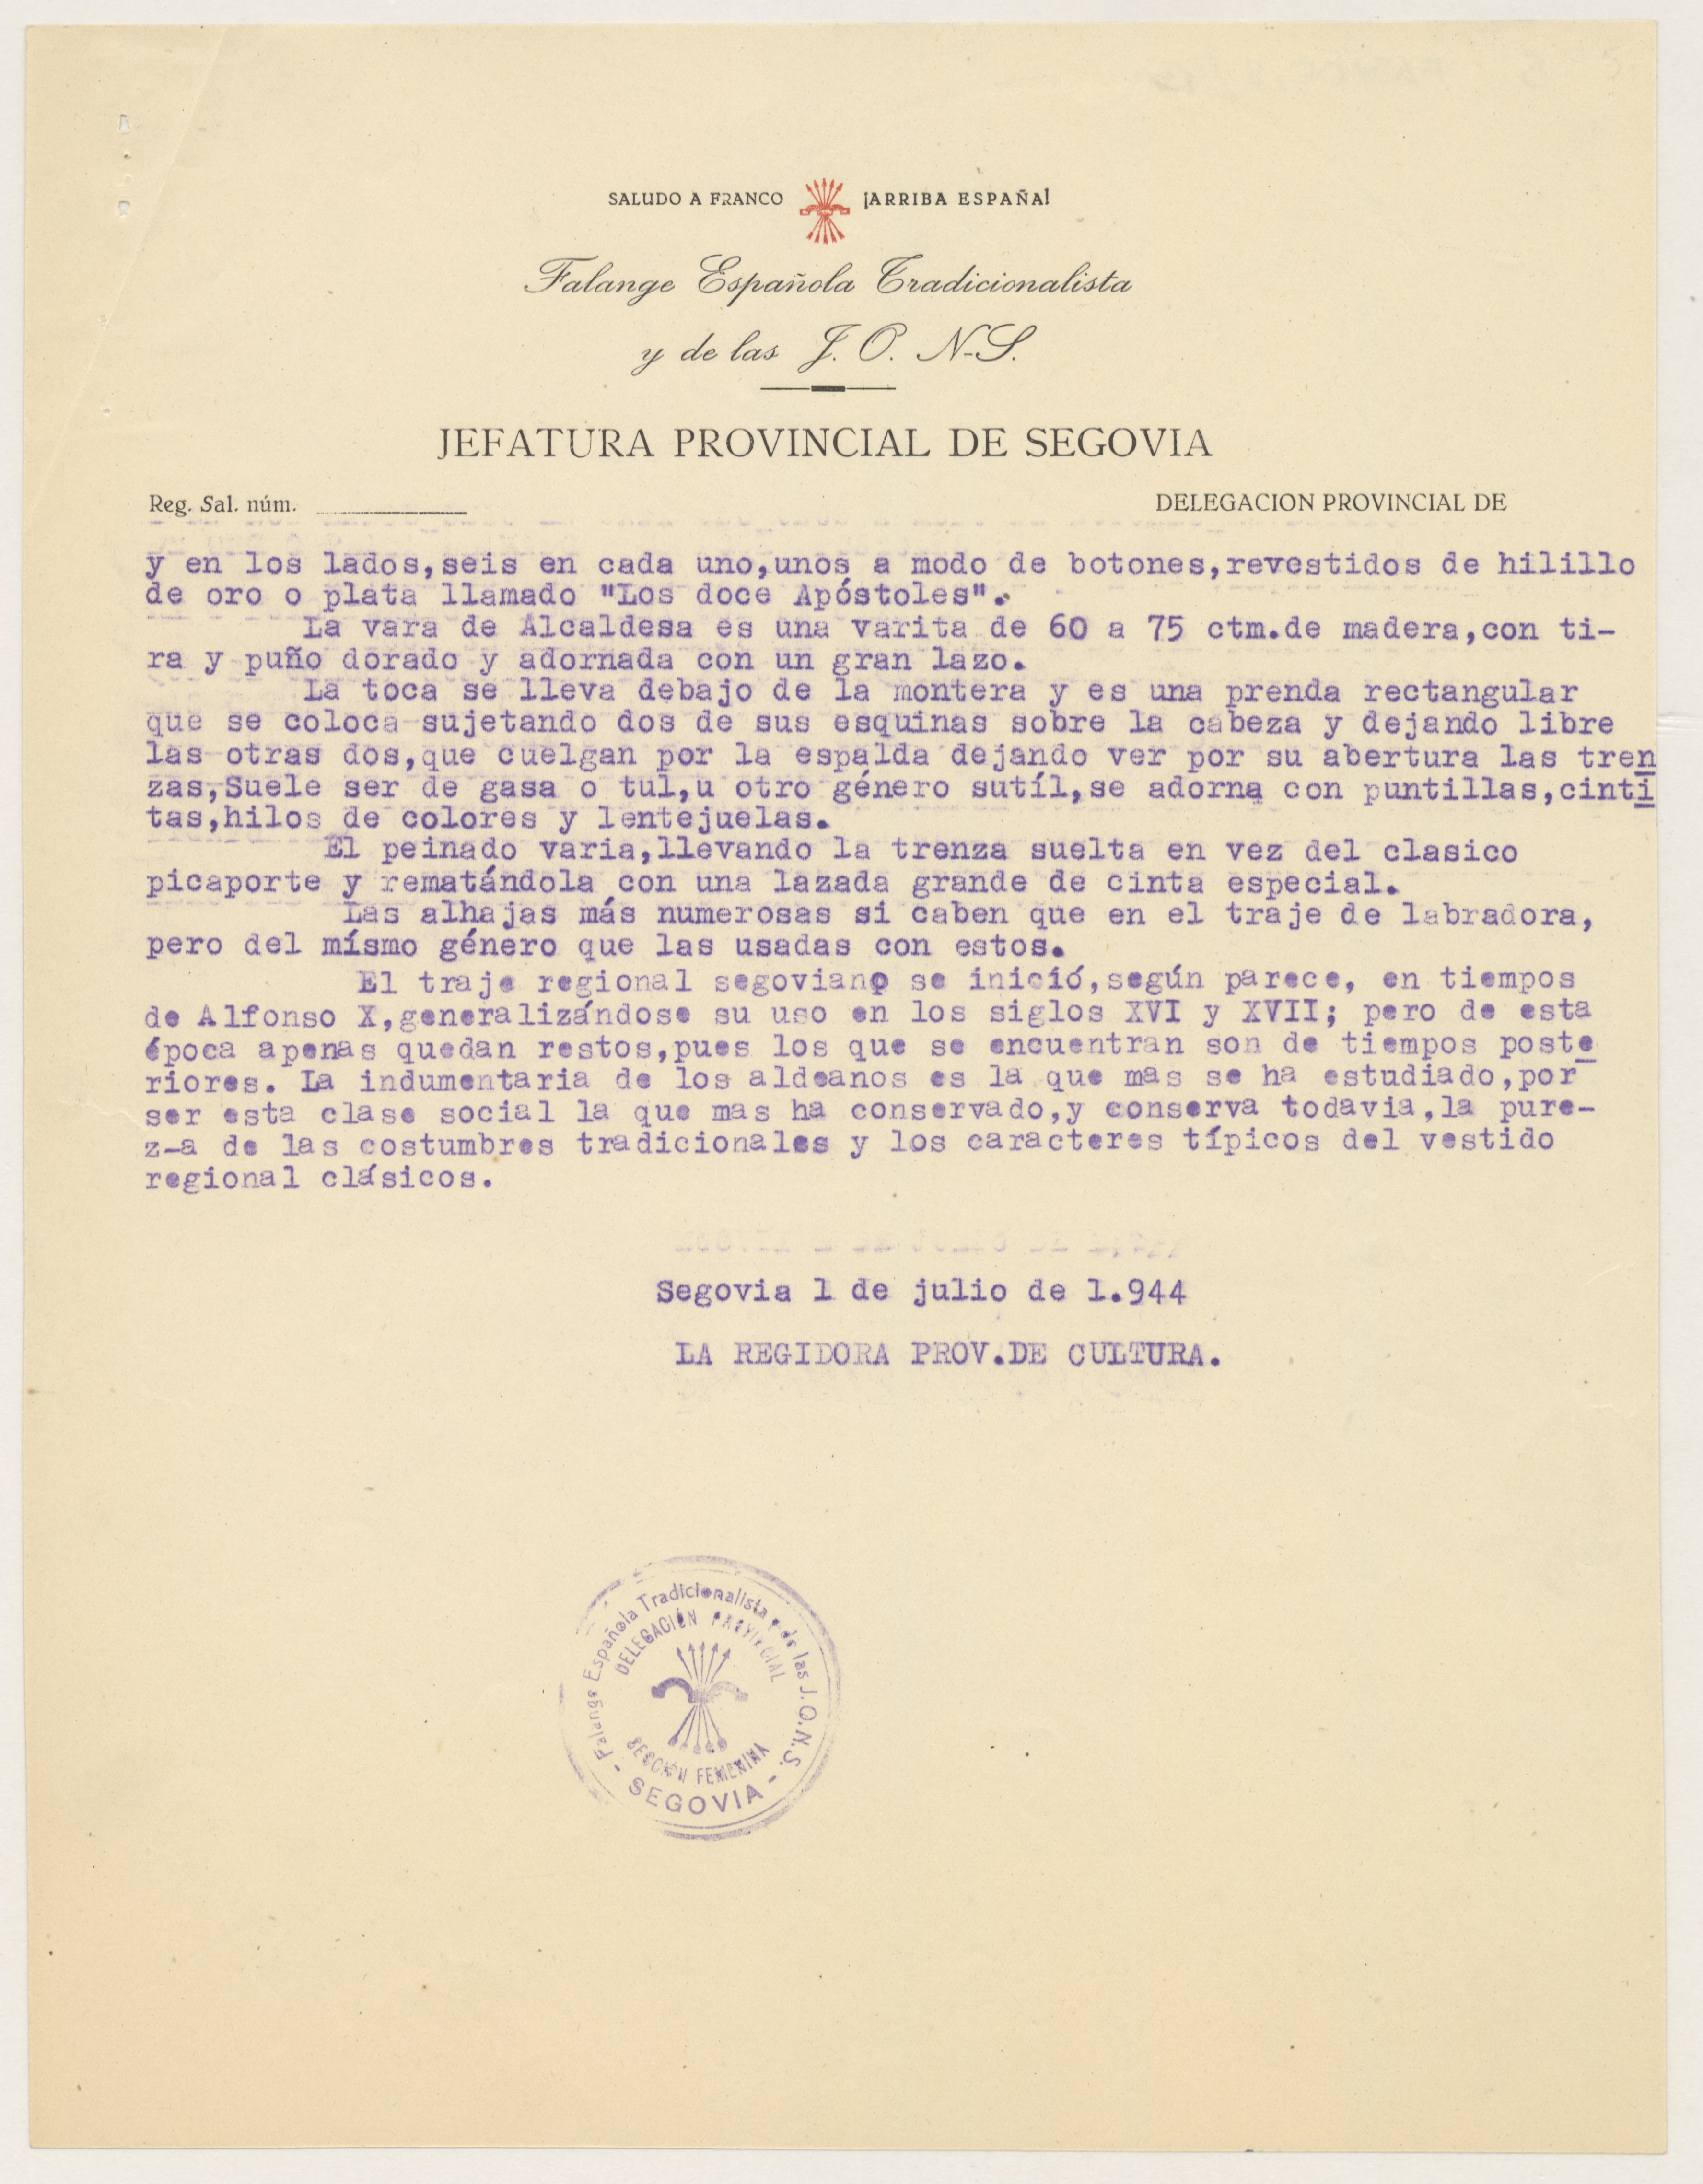 SALUDO A FRANCO ¡ARRIBA ESPAÑA!
Falange Española Tradicionalista
y de las J. O. N-S.
JEFATURA PROVINCIAL DE SEGOVIA
Reg. Sal. núm. DELEGACION PROVINCIAL DE
y en los lados,seis en cada uno,unos a modo de botones,revestidos de hilillo
de oro o plata llamado "Los doce Apóstoles".
La vara de Alcaldesa es una varita de 60 a 75 ctm.de madera,con ti-
ra y puño dorado y adornada con un gran lazo.
La toca se lleva debajo de la montera y es una prenda rectangular
que se coloca sujetando dos de sus esquinas sobre la cabeza y dejando libre
las otras dos,que cuelgan por la espalda dejando ver por su abertura las tren
zas,Suele ser de gasa o tul,u otro género sutíl,se adorna con puntillas,cinti
tas,hilos de colores y lentejuelas.
El peinado varia,llevando la trenza suelta en vez del clasico
picaporte y rematándola con una lazada grande de cinta especial.
Las alhajas más numerosas si caben que en el traje de labradora,
pero del mísmo género que las usadas con estos.
El traje regional segoviano se inició,según parece, en tiempos
de Alfonso X,generalizándose su uso en los siglos XVI y XVII; pero de esta
época apenas quedan restos,pues los que se encuentran son de tiempos poste
riores. La indumentaria de los aldeanos es la que mas se ha estudiado,por
ser esta clase social la que mas ha conservado,y conserva todavia,la pure-
z-a de las costumbres tradicionales y los caracteres típicos del vestido
regional clásicos.
Segovia 1 de julio de 1.944
LA REGIDORA PROV.DE CULTURA.
Falange Española Tradicionalista y de las J.O.N.S.
DELEGACIÓN PROVINCIAL
SECCIÓN FEMENINA
- SEGOVIA -